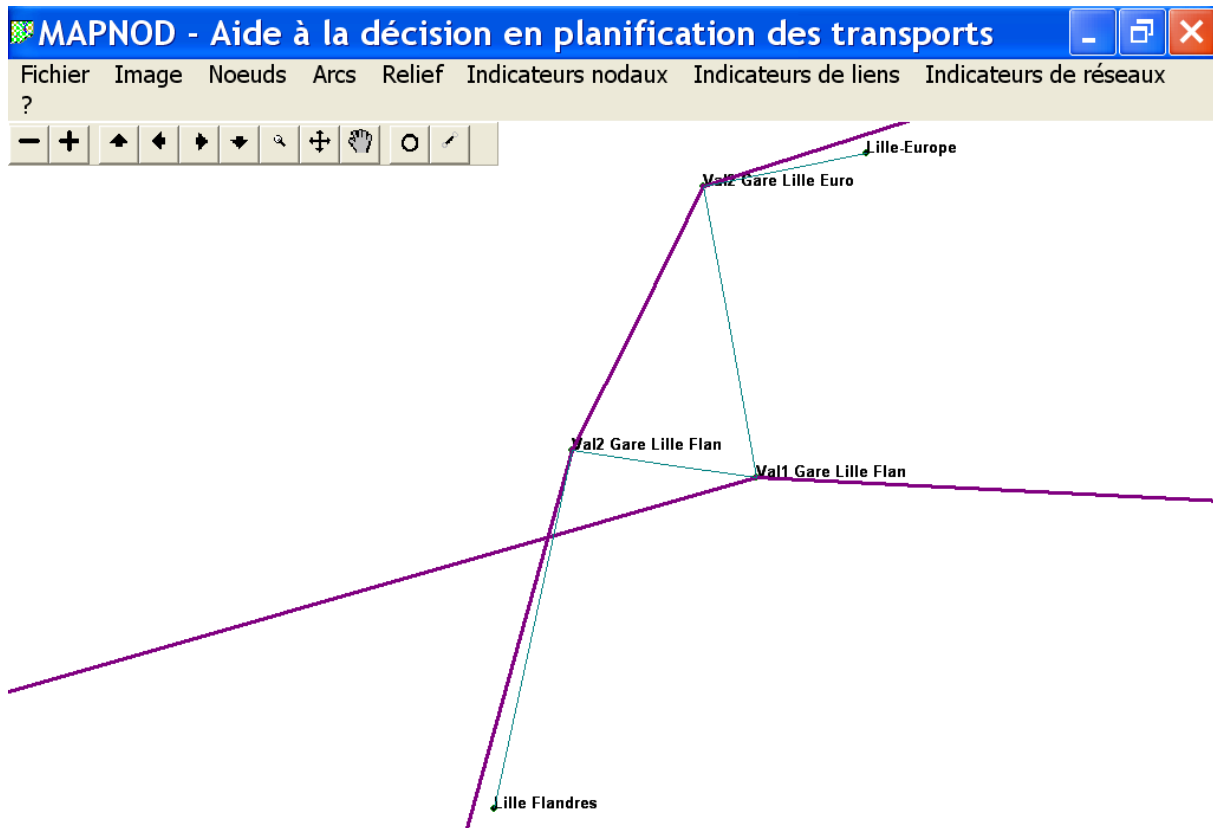 MAPNOD - Aide à la décision en planification des transports
Fichier Image Noeuds Arcs Relief Indicateurs nodaux Indicateurs de liens Indicateurs de réseaux
?
Lille-Europe
Val2 Gare Lille Euro
Val2 Gare Lille Flan
Val1 Gare Lille Flan
Lille Flandres